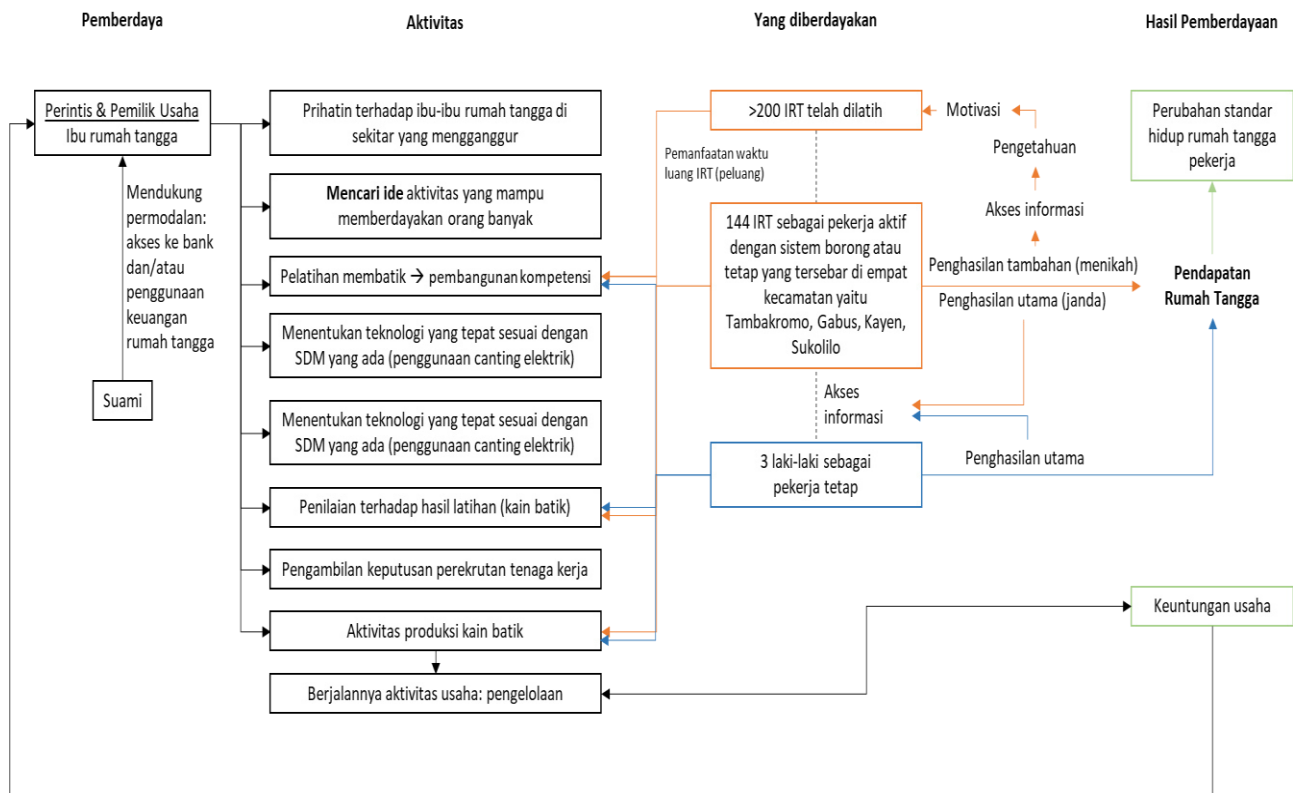 Pemberdaya
Aktivitas
Yang diberdayakan
Hasil Pemberdayaan
Perintis & Pemilik Usaha
Ibu rumah tangga
Mendukung
permodalan:
akses ke bank
dan/atau
penggunaan
keuangan
rumah tangga
Suami
Prihatin terhadap ibu-ibu rumah tangga di
sekitar yang mengganggur
Mencari ide aktivitas yang mampu
memberdayakan orang banyak
Pelatihan membatik → pembangunan kompetensi
Menentukan teknologi yang tepat sesuai dengan
SDM yang ada (penggunaan canting elektrik)
Menentukan teknologi yang tepat sesuai dengan
SDM yang ada (penggunaan canting elektrik)
Penilaian terhadap hasil latihan (kain batik)
Pengambilan keputusan perekrutan tenaga kerja
Aktivitas produksi kain batik
Berjalannya aktivitas usaha: pengelolaan
Pemanfaatan waktu
luang IRT (peluang)
>200 IRT telah dilatih
144 IRT sebagai pekerja aktif
dengan sistem borong atau
tetap yang tersebar di empat
kecamatan yaitu
Tambakromo, Gabus, Kayen,
Sukolilo
Akses
informasi
3 laki-laki sebagai
pekerja tetap
Motivasi
Pengetahuan
Akses informasi
Penghasilan tambahan (menikah)
Penghasilan utama (janda)
Penghasilan utama
Perubahan standar
hidup rumah tangga
pekerja
Pendapatan
Rumah Tangga
Keuntungan usaha